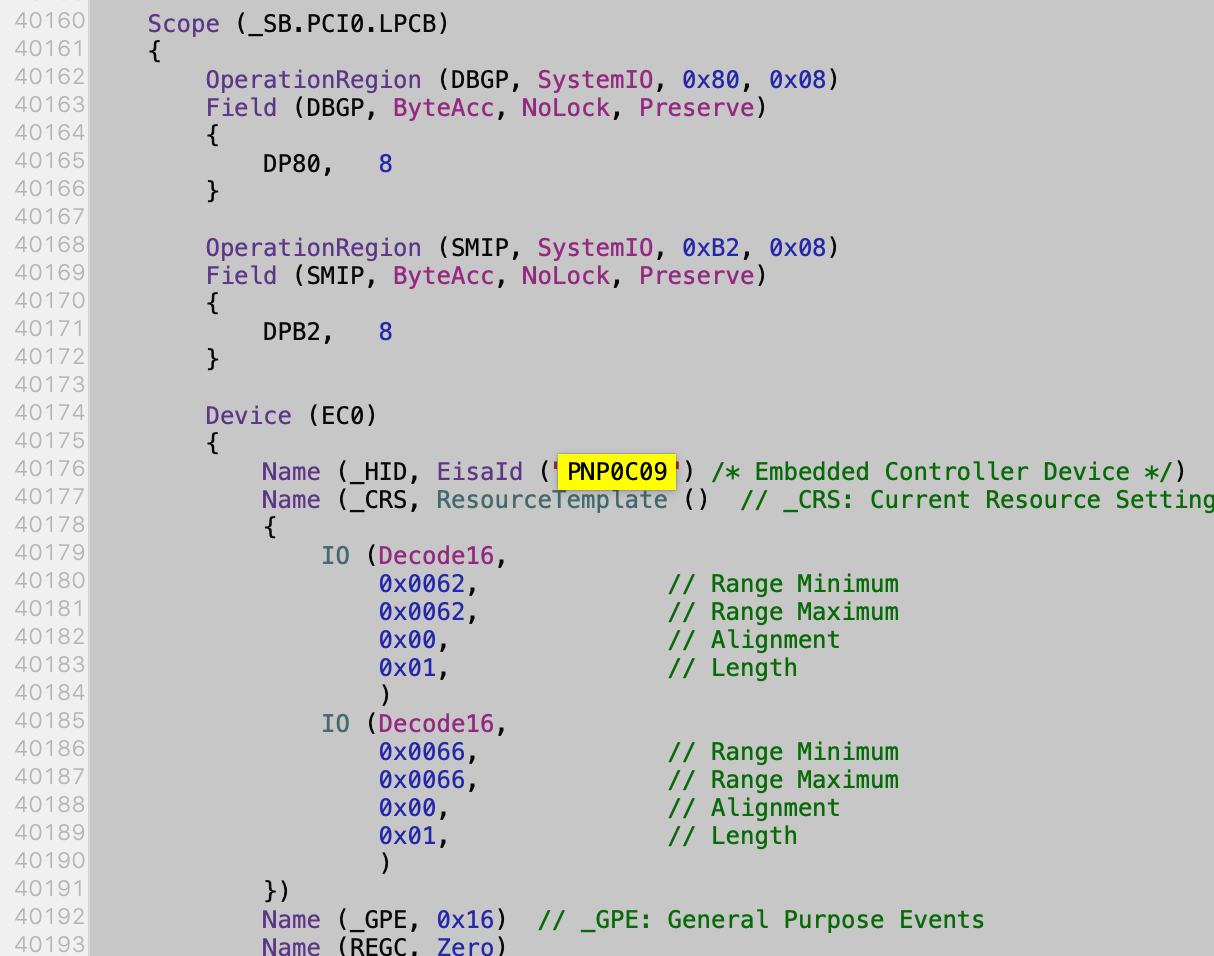 40160 Scope (_SB.PCI0.LPCB)
40161 {
40162 OperationRegion (DBGP, SystemIO, 0x80, 0x08)
40163 Field (DBGP, ByteAcc, NoLock, Preserve)
40164 {
40165 DP80, 8
40166 }
40167
40168 OperationRegion (SMIP, SystemIO, 0xB2, 0x08)
40169 Field (SMIP, ByteAcc, NoLock, Preserve)
40170 {
40171 DPB2, 8
40172 }
40173
40174 Device (EC0)
40175 {
40176 Name (_HID, EisaId ("PNP0C09") /* Embedded Controller Device */)
40177 Name (_CRS, ResourceTemplate () // _CRS: Current Resource Setting
40178 {
40179 IO (Decode16,
40180 0x0062, // Range Minimum
40181 0x0062, // Range Maximum
40182 0x00, // Alignment
40183 0x01, // Length
40184 )
40185 IO (Decode16,
40186 0x0066, // Range Minimum
40187 0x0066, // Range Maximum
40188 0x00, // Alignment
40189 0x01, // Length
40190 )
40191 })
40192 Name (_GPE, 0x16) // _GPE: General Purpose Events
40193 Name (REGC, Zero)